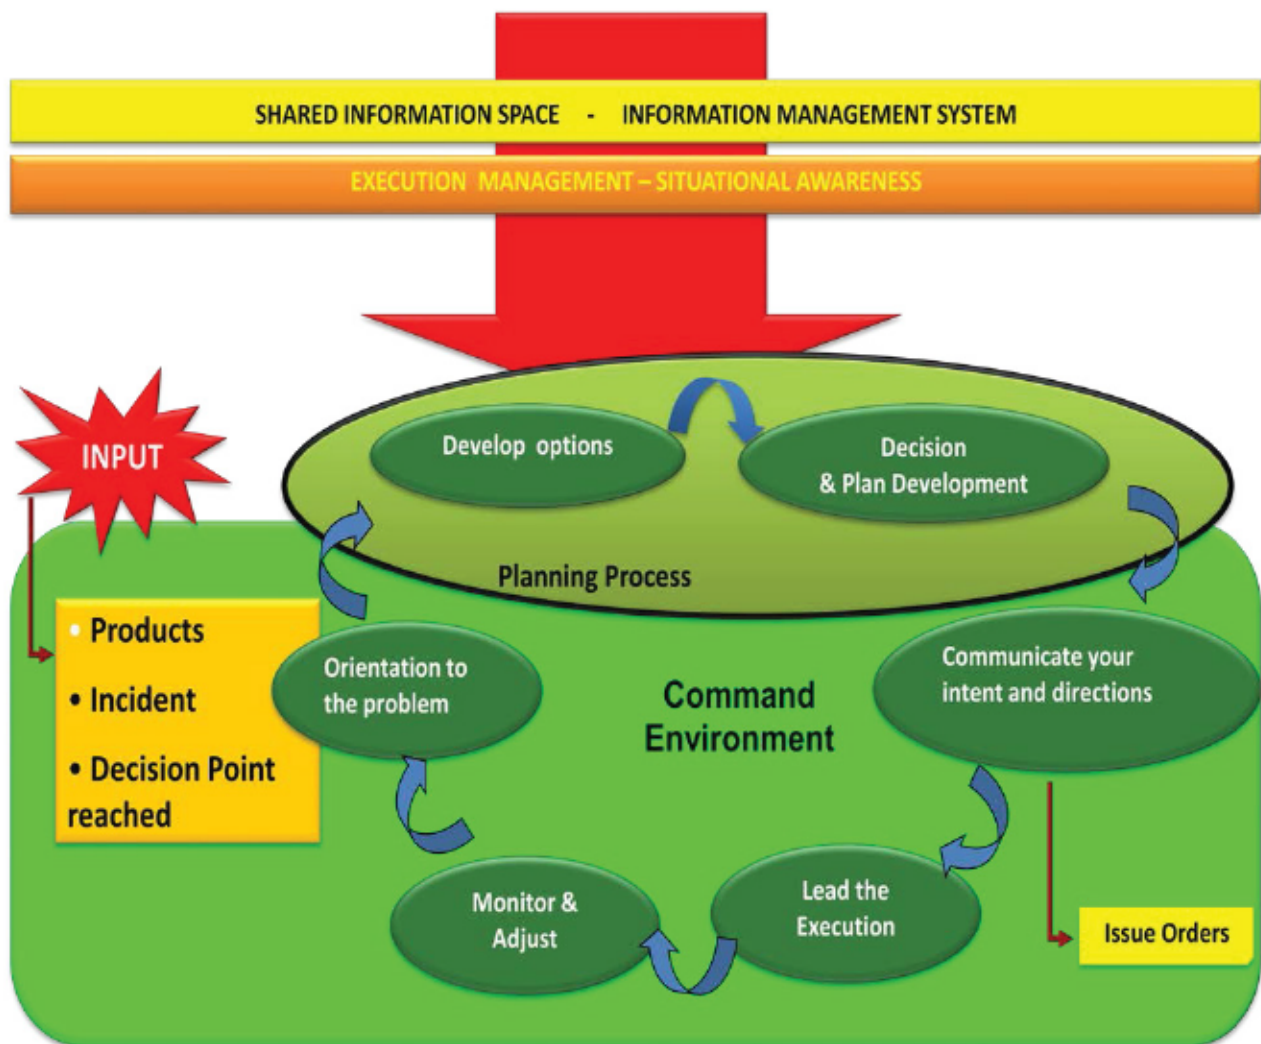 SHARED INFORMATION SPACE - INFORMATION MANAGEMENT SYSTEM
EXECUTION MANAGEMENT – SITUATIONAL AWARENESS
INPUT
Develop options
Decision
& Plan Development
Planning Process
• Products
• Incident
• Decision Point
reached
Orientation to
the problem
Command
Environment
Communicate your
intent and directions
Monitor &
Adjust
Lead the
Execution
Issue Orders